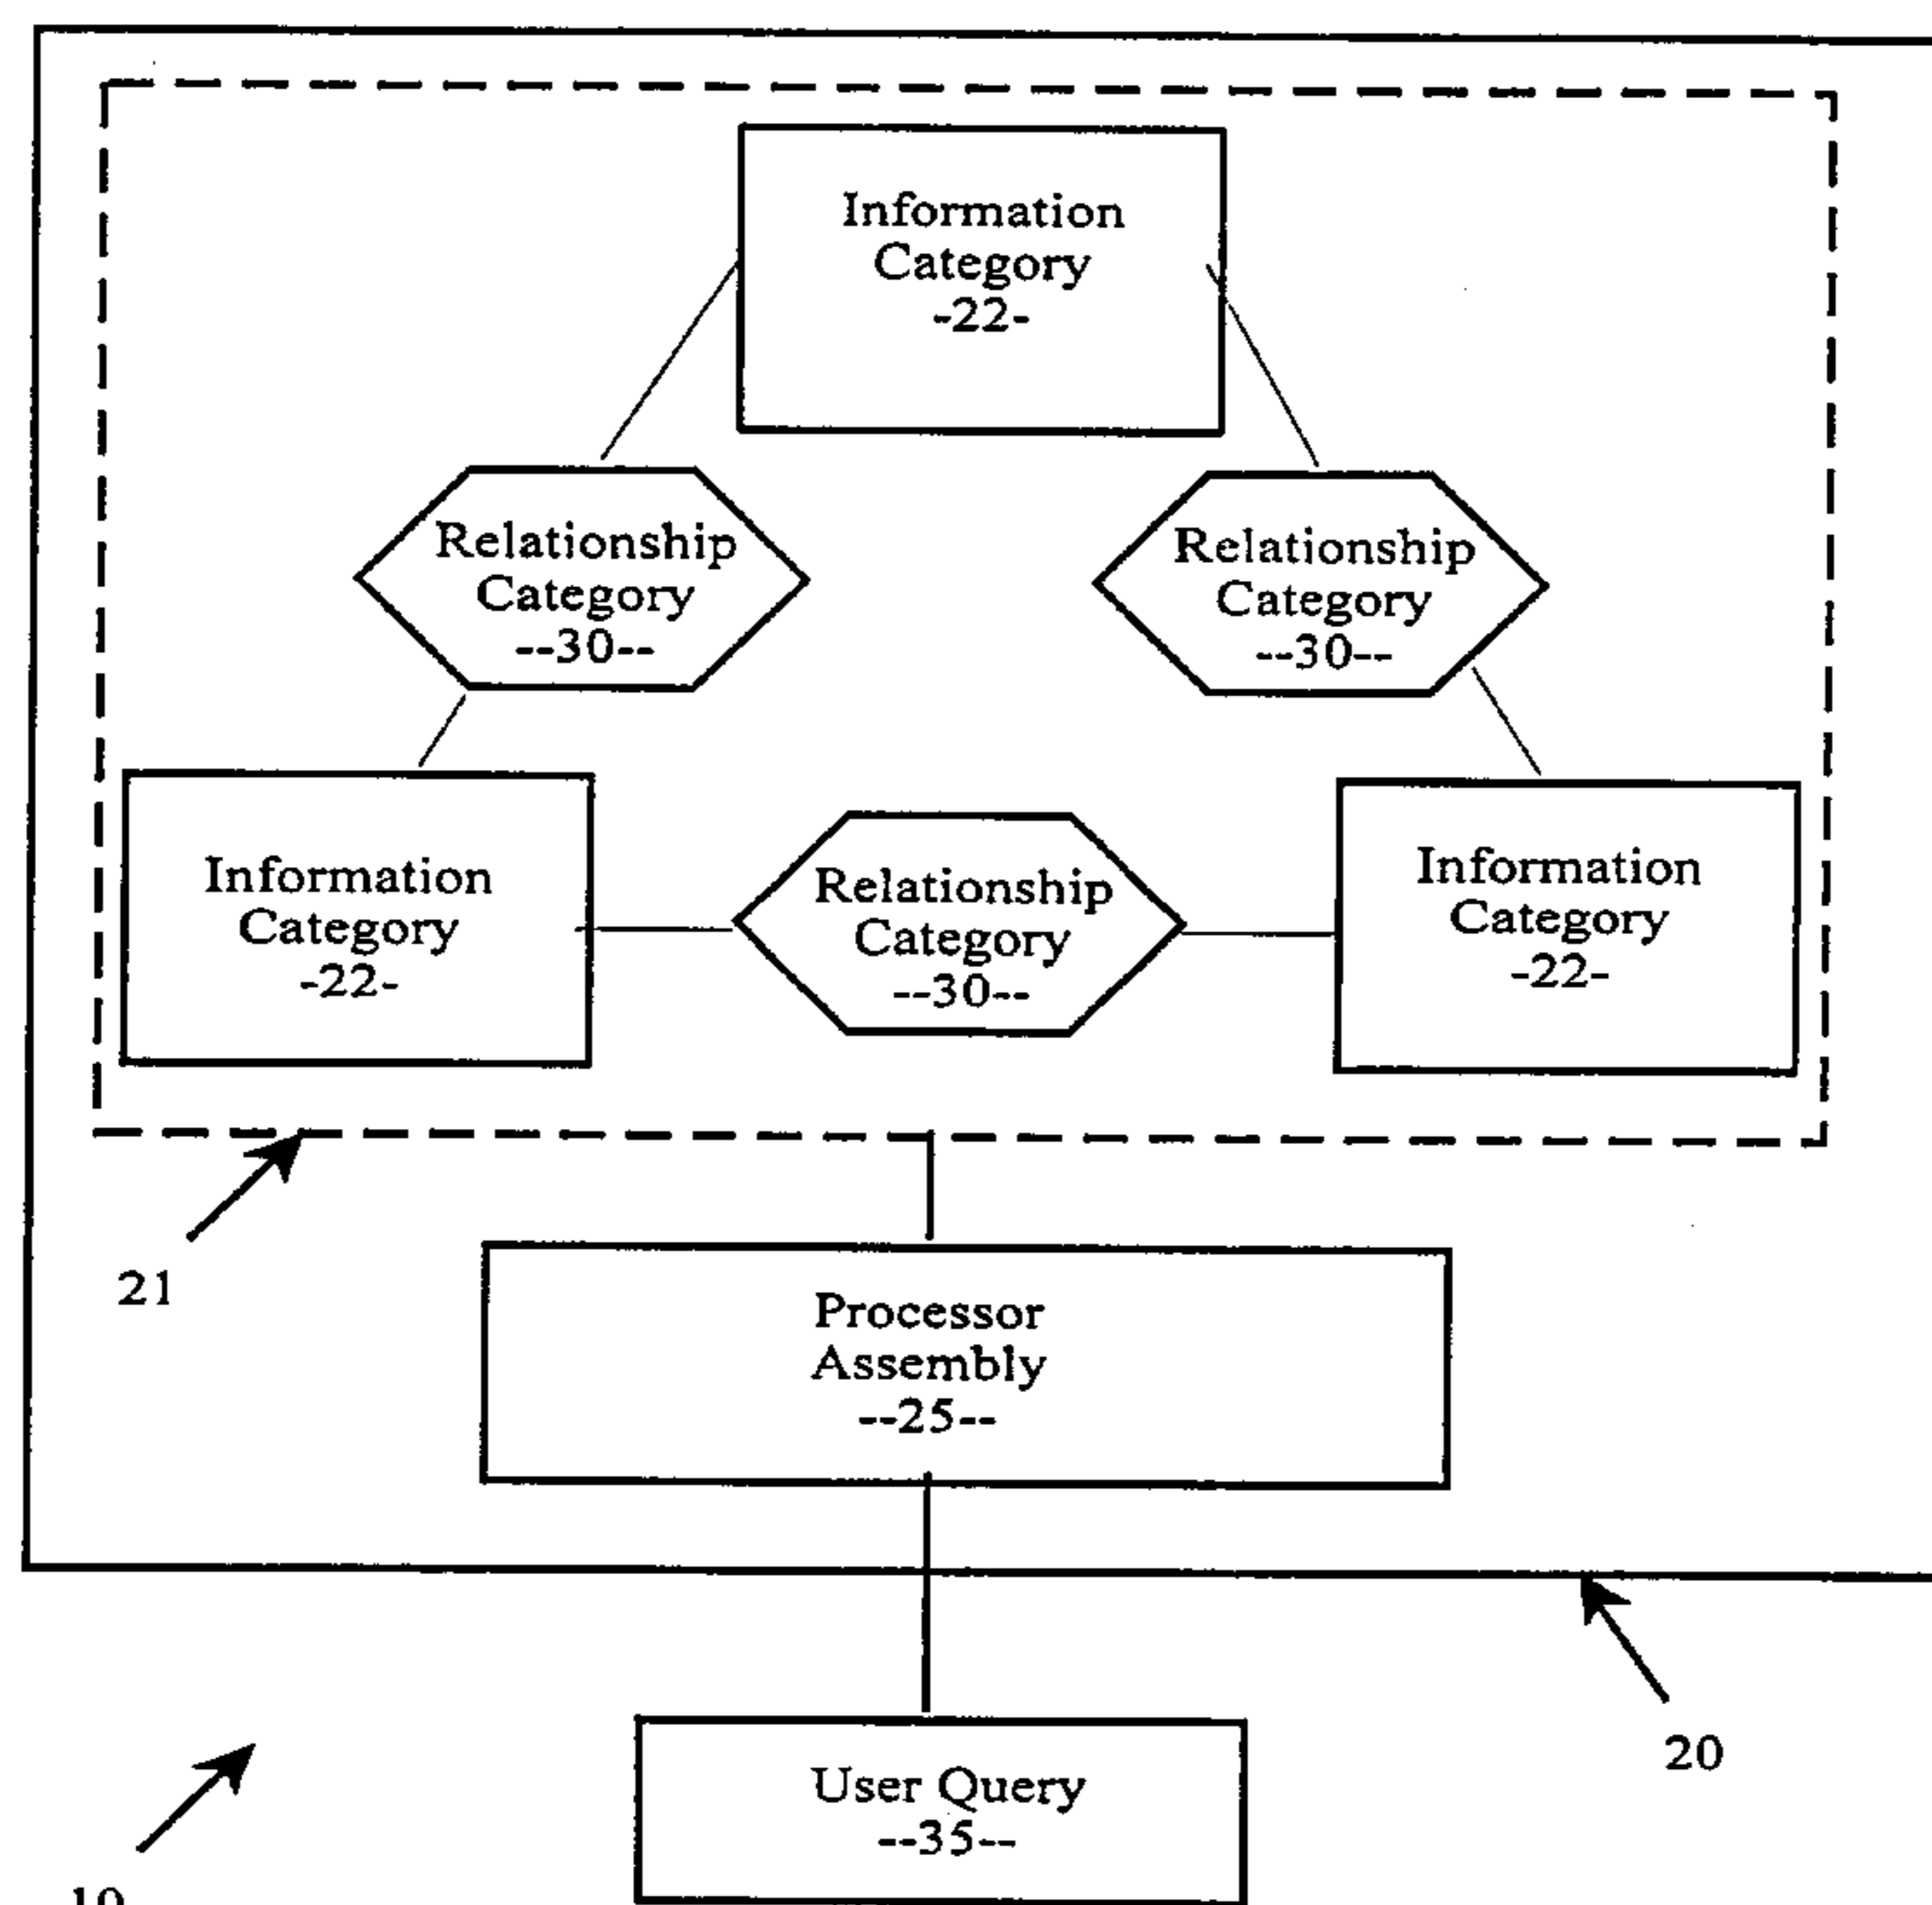 Information
Category
-22-
Relationship
Category
--30--
Relationship
Category
--30--
Information
Category
-22-
Relationship
Category
--30--
Information
Category
-22-
21
Processor
Assembly
--25--
20
User Query
--35--